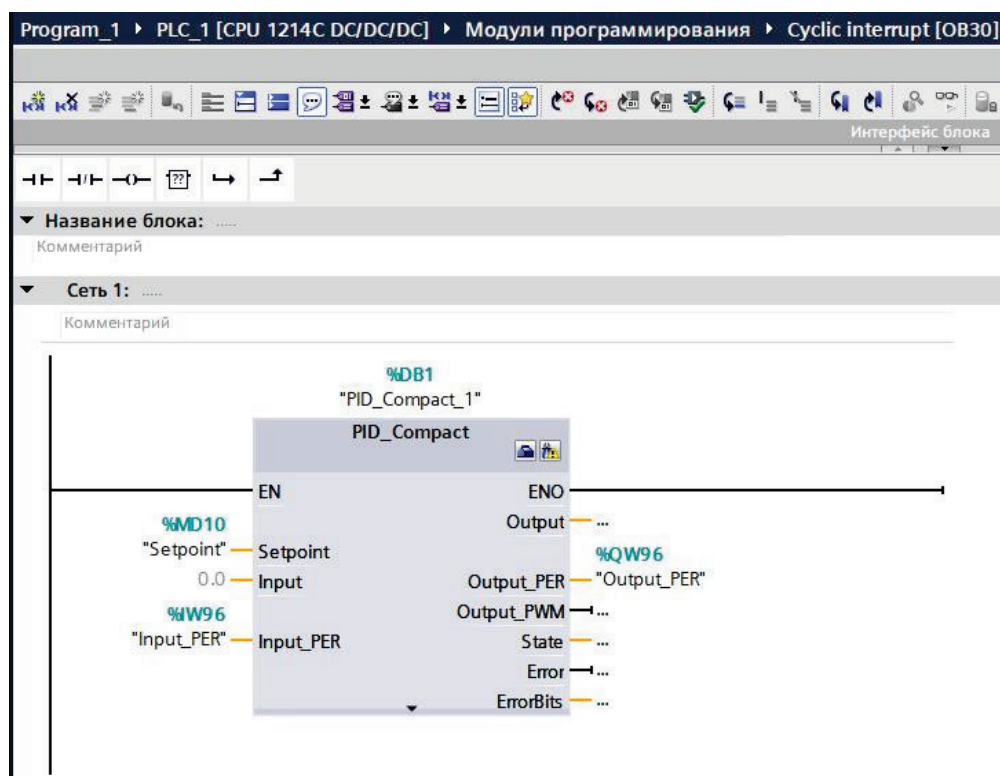 Program_1 ▸ PLC_1 [CPU 1214C DC/DC/DC] ▸ Модули программирования ▸ Cyclic interrupt [OB30]
Интерфейс блока
??
Название блока: .....
Комментарий
Сеть 1: .....
Комментарий
%DB1
"PID_Compact_1"
PID_Compact
EN ENO
%MD10 Output ...
"Setpoint" Setpoint %QW96
0.0 Input Output_PER "Output_PER"
%IW96 Output_PWM ...
"Input_PER" Input_PER State ...
Error ...
ErrorBits ...